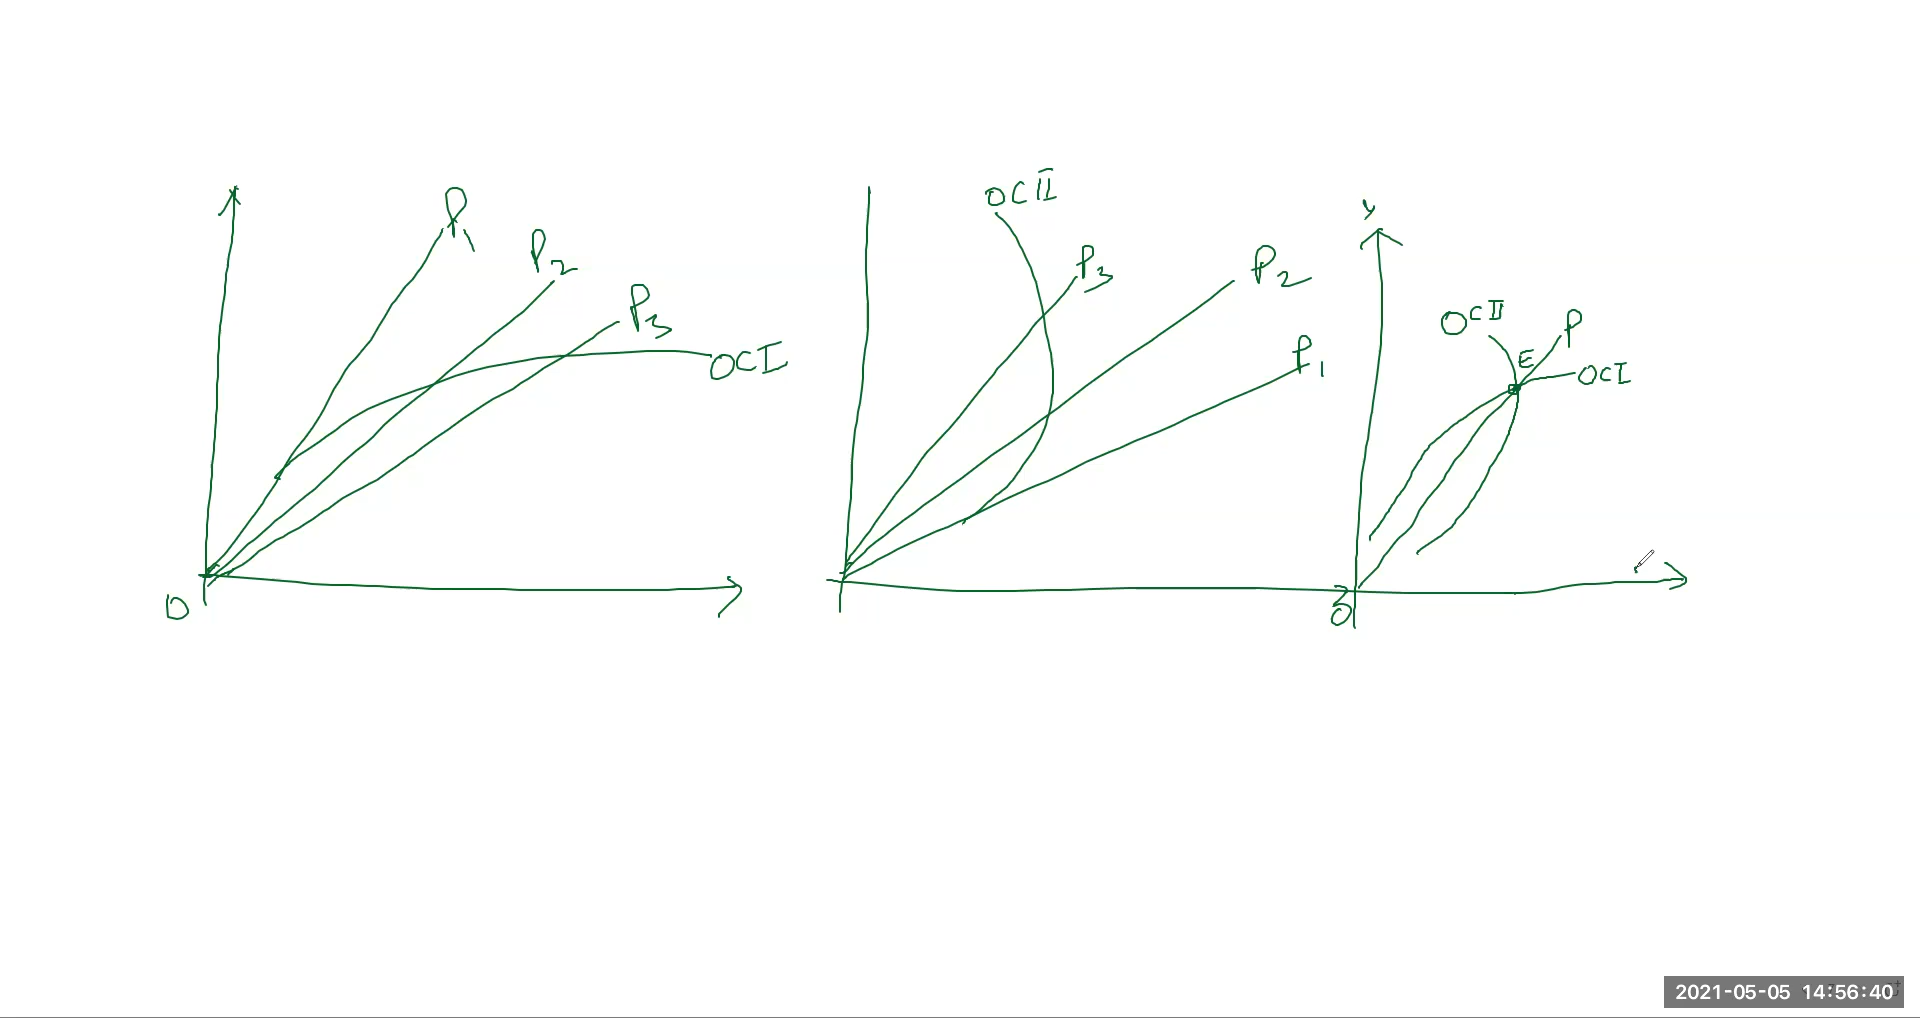 P1
P2
P3
OCI
O
OCII
P3
P2
P1
y
OCII
P
E
OCI
O
2021-05-05 14:56:40